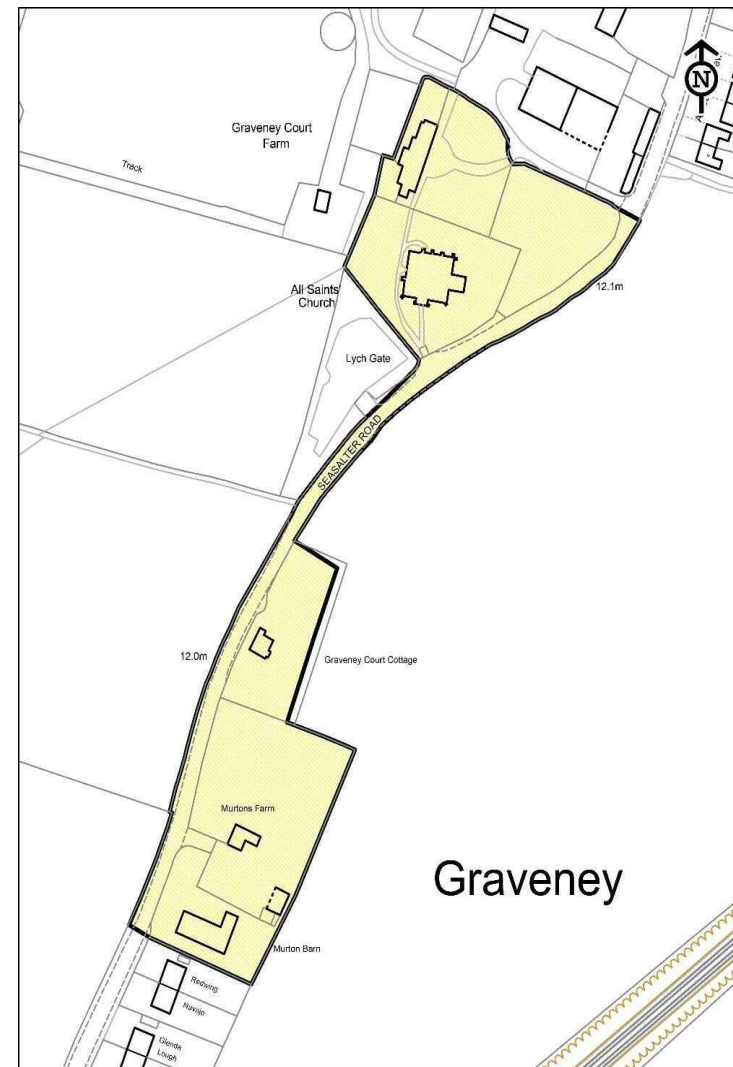 N
Graveney Court
Farm
Track
All Saints'
Church
12.1m
Lych Gate
SEASALTER ROAD
12.0m
Graveney Court Cottage
Murtons Farm
Graveney
Murton Barn
Redwing
Navajo
Glenda
Lough